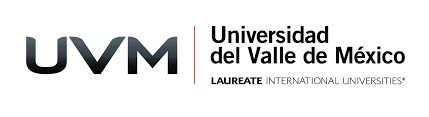 UVM
Universidad
del Valle de México
LAUREATE INTERNATIONAL UNIVERSITIES®